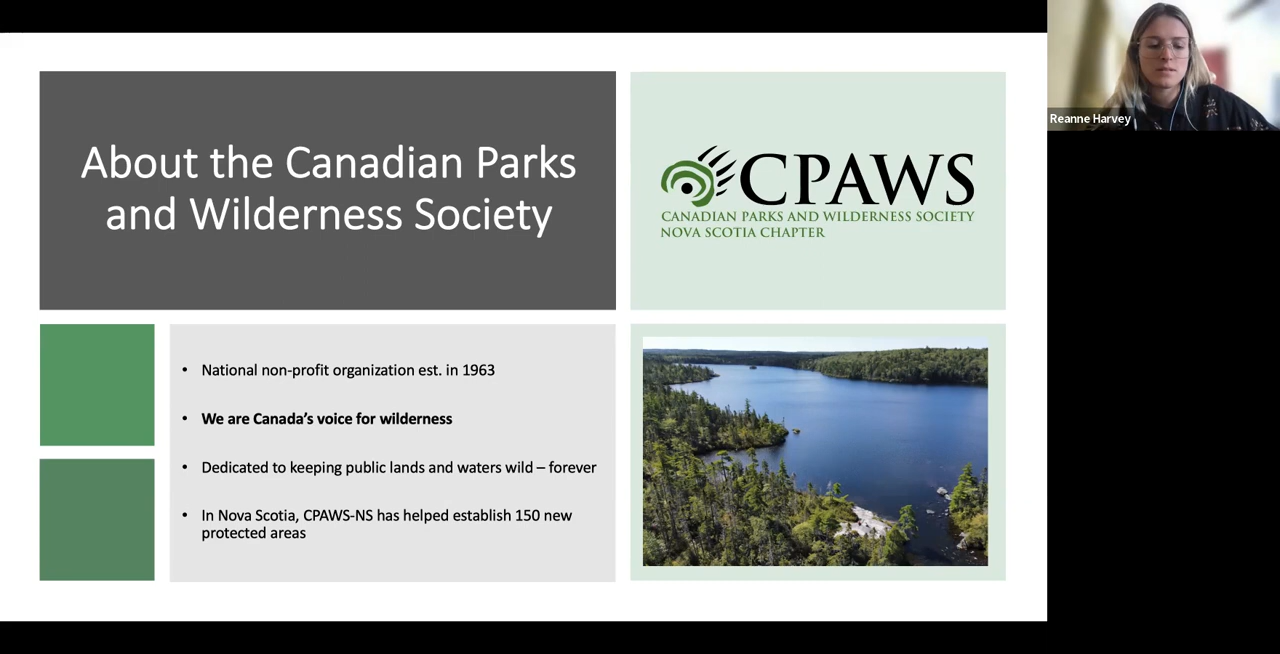 About the Canadian Parks
and Wilderness Society
CPAWS
CANADIAN PARKS AND WILDERNESS SOCIETY
NOVA SCOTIA CHAPTER
• National non-profit organization est. in 1963
• We are Canada's voice for wilderness
• Dedicated to keeping public lands and waters wild – forever
• In Nova Scotia, CPAWS-NS has helped establish 150 new
protected areas
Reanne Harvey